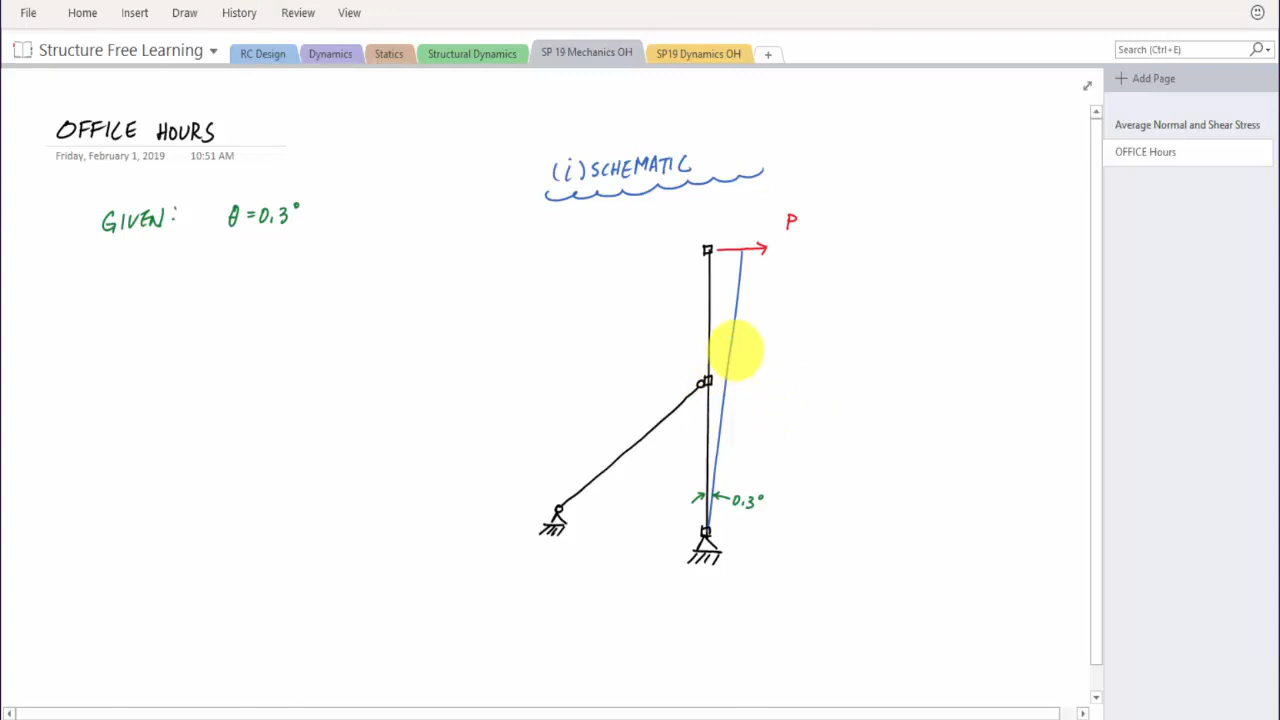 File Home Insert Draw History Review View
Structure Free Learning RC Design Dynamics Statics Structural Dynamics SP 19 Mechanics OH SP19 Dynamics OH + Search (Ctrl+E)
Add Page
Average Normal and Shear Stress
OFFICE Hours
OFFICE HOURS
Friday, February 1, 2019 10:51 AM
GIVEN: θ = 0.3°
(i) SCHEMATIC
P
0.3°